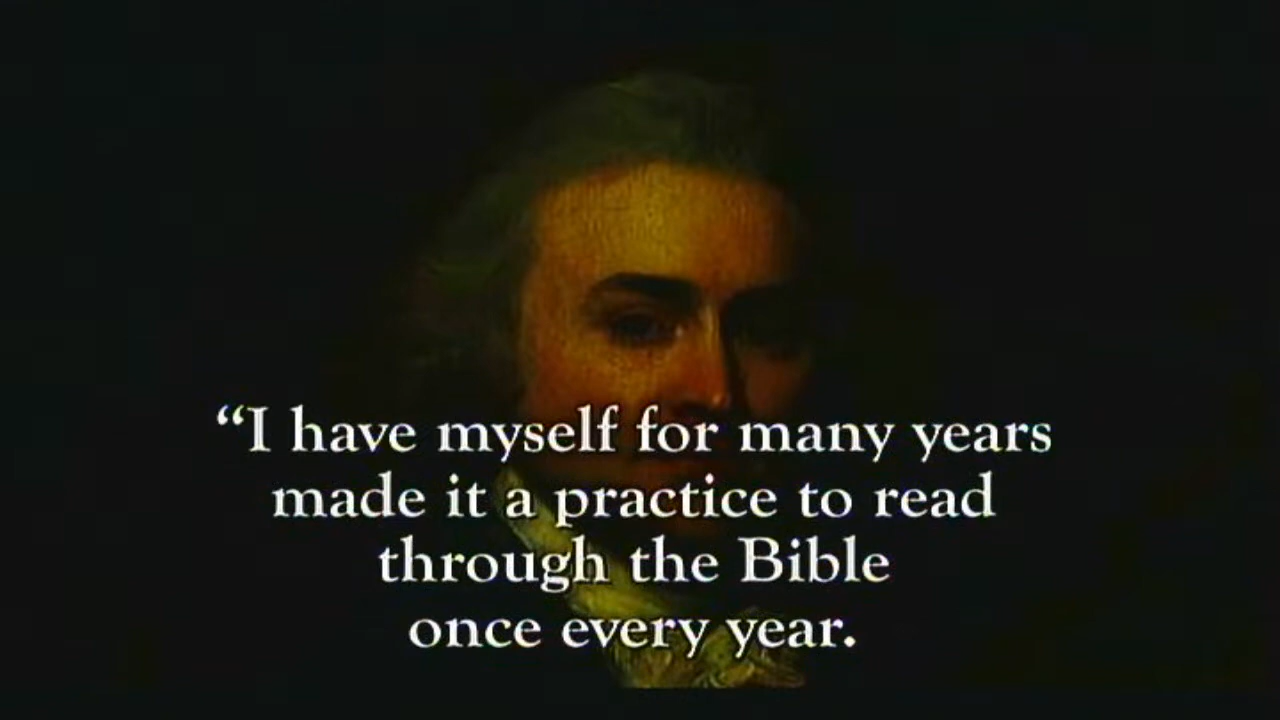 “I have myself for many years
made it a practice to read
through the Bible
once every year.